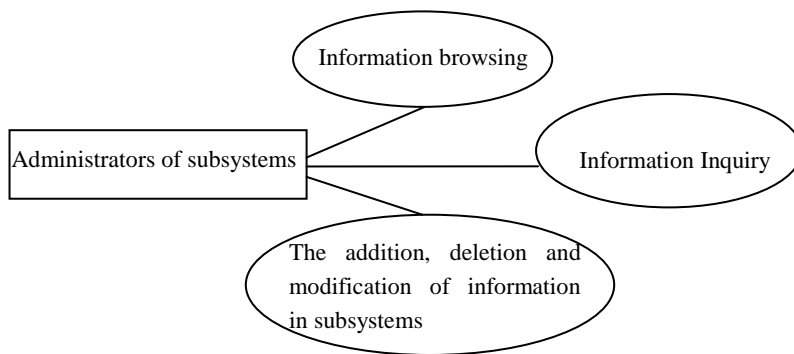 Information browsing
Administrators of subsystems
Information Inquiry
The addition, deletion and
modification of information
in subsystems